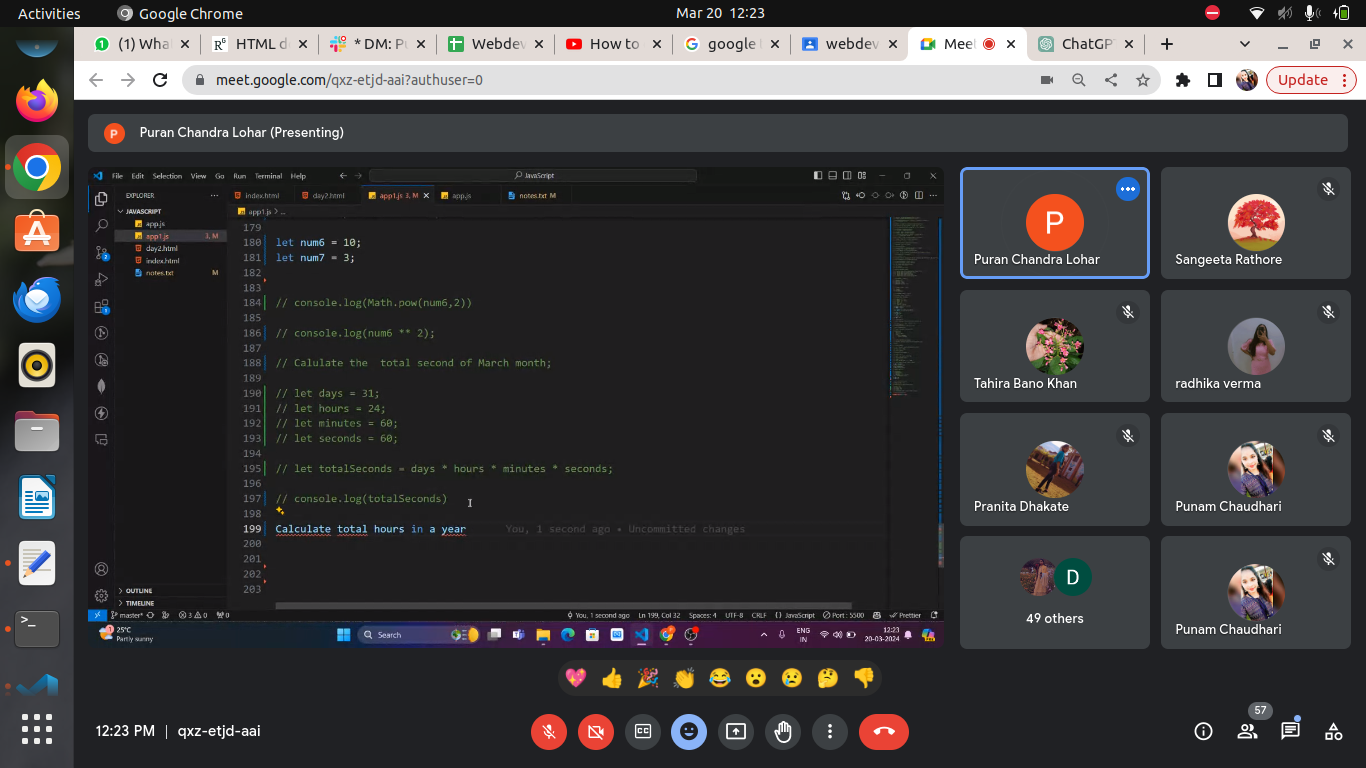 Activities
Google Chrome
Mar 20 12:23
(1) Wha
HTML d
* DM: Pu
Webdev
How to
google
webdev
Meet
ChatGP
meet.google.com/qxz-etjd-aai?authuser=0
Update
P
Puran Chandra Lohar (Presenting)
File Edit Selection View Go Run Terminal Help
JavaScript
EXPLORER
index.html
day2.html
app1.js 3, M
app.js
notes.txt M
JAVASCRIPT
app1.js > ...
app.js
app1.js 3, M
day2.html
index.html
notes.txt M
179
180 let num6 = 10;
181 let num7 = 3;
182
183
184 // console.log(Math.pow(num6,2))
185
186 // console.log(num6 ** 2);
187
188 // Calulate the total second of March month;
189
190 // let days = 31;
191 // let hours = 24;
192 // let minutes = 60;
193 // let seconds = 60;
194
195 // let totalSeconds = days * hours * minutes * seconds;
196
197 // console.log(totalSeconds)
198
199 Calculate total hours in a year You, 1 second ago • Uncommitted changes
200
201
202
203
OUTLINE
TIMELINE
master*
3 0
0
You, 1 second ago
Ln 199, Col 32
Spaces: 4
UTF-8
CRLF
{} JavaScript
Port : 5500
Prettier
25°C
Partly sunny
Search
ENG
IN
12:23
20-03-2024
P
Puran Chandra Lohar
Sangeeta Rathore
Tahira Bano Khan
radhika verma
Pranita Dhakate
Punam Chaudhari
D
49 others
Punam Chaudhari
12:23 PM | qxz-etjd-aai
57